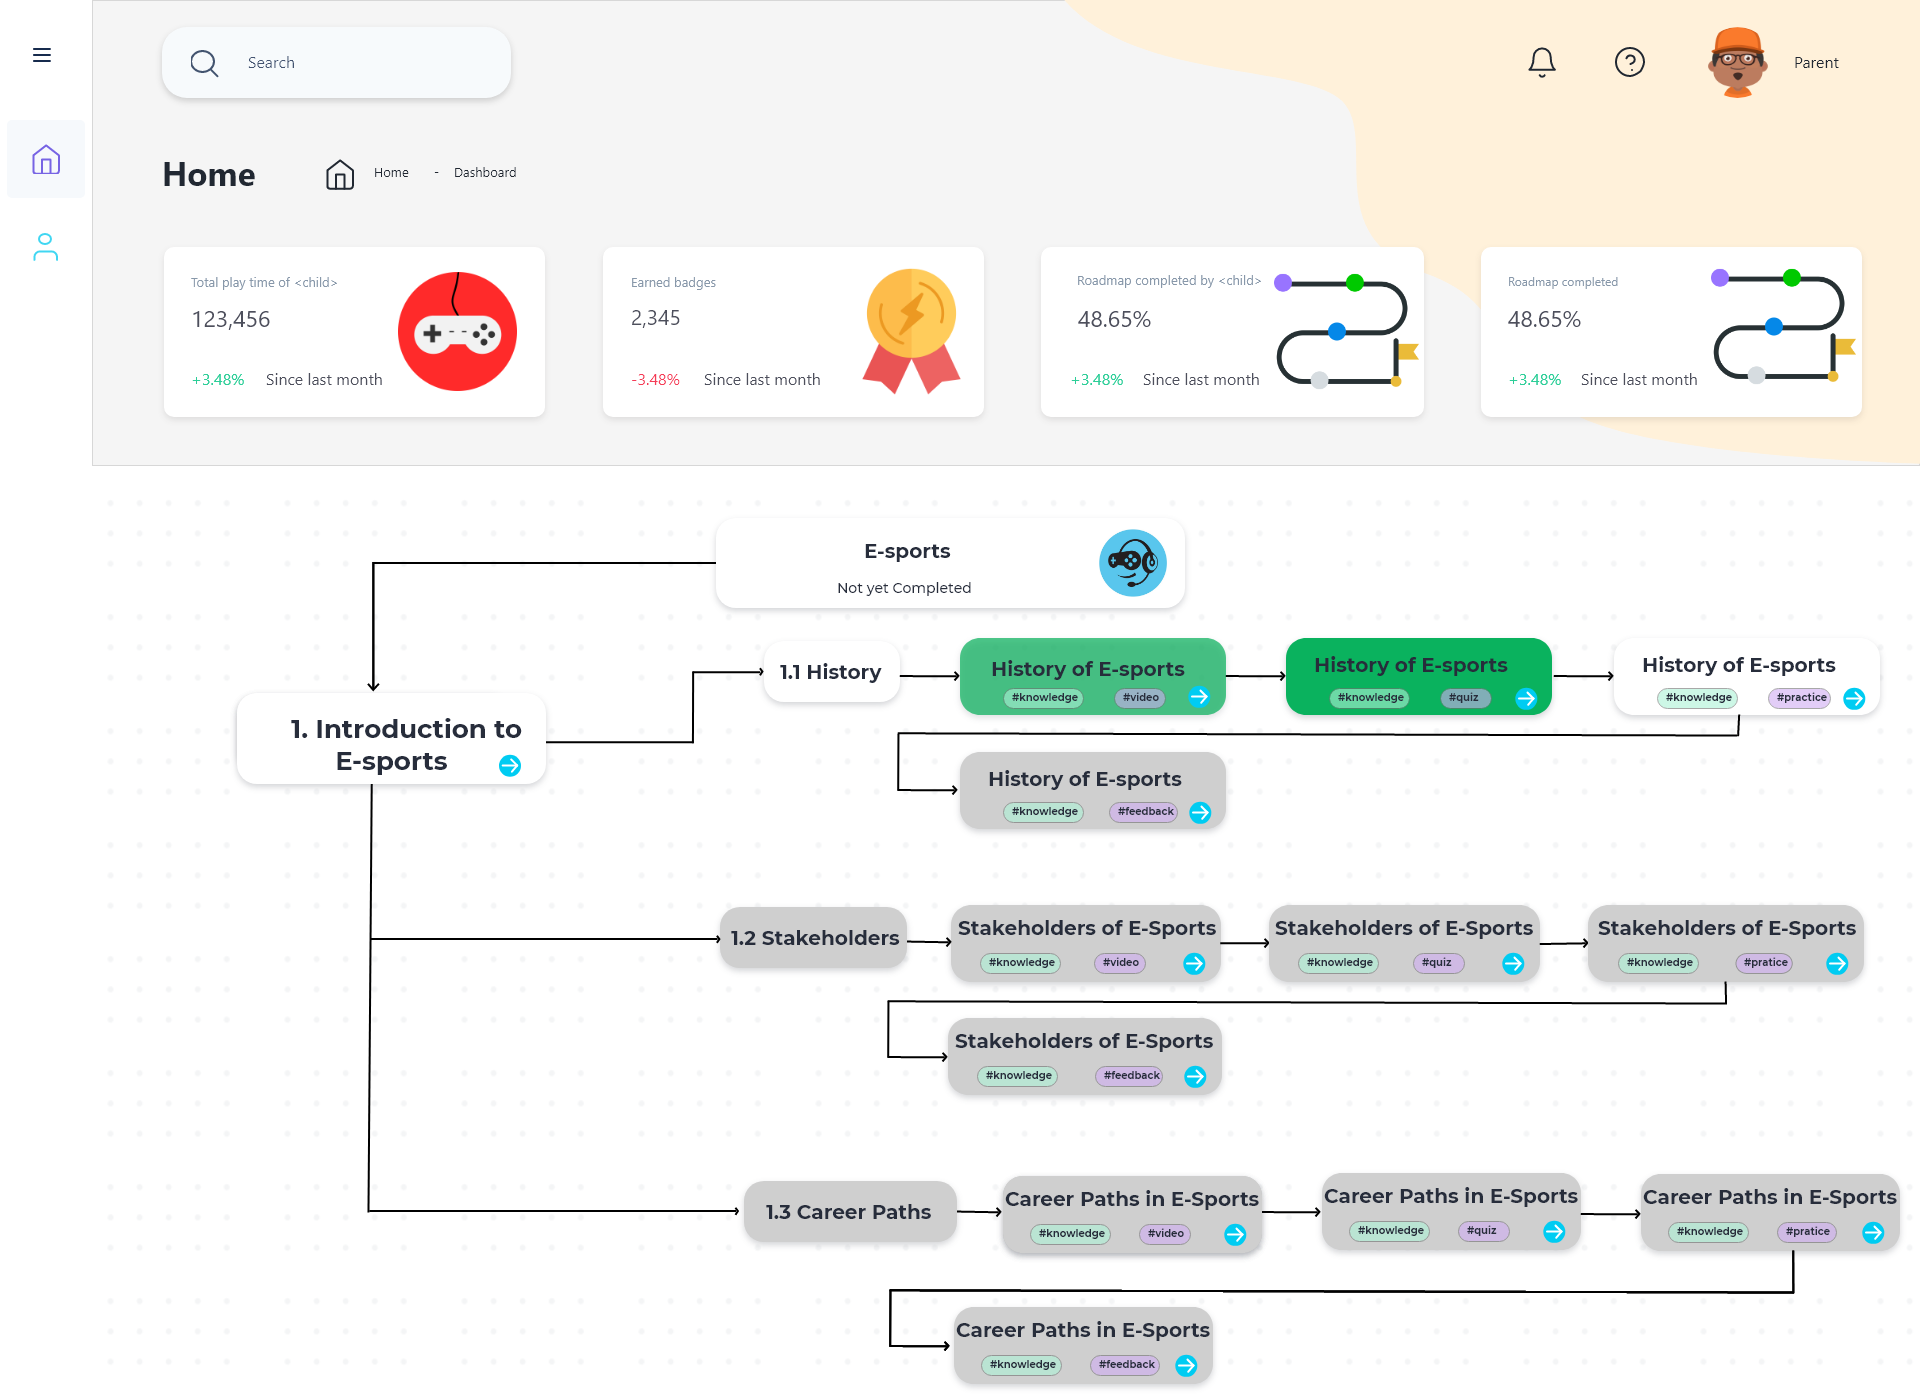 Search
Parent
Home
Home - Dashboard
Total play time of <child>
123,456
+3.48% Since last month
Earned badges
2,345
-3.48% Since last month
Roadmap completed by <child>
48.65%
+3.48% Since last month
Roadmap completed
48.65%
+3.48% Since last month
E-sports
Not yet Completed
1. Introduction to
E-sports
1.1 History
History of E-sports
#knowledge #video
History of E-sports
#knowledge #quiz
History of E-sports
#knowledge #practice
History of E-sports
#knowledge #feedback
1.2 Stakeholders
Stakeholders of E-Sports
#knowledge #video
Stakeholders of E-Sports
#knowledge #quiz
Stakeholders of E-Sports
#knowledge #pratice
Stakeholders of E-Sports
#knowledge #feedback
1.3 Career Paths
Career Paths in E-Sports
#knowledge #video
Career Paths in E-Sports
#knowledge #quiz
Career Paths in E-Sports
#knowledge #pratice
Career Paths in E-Sports
#knowledge #feedback